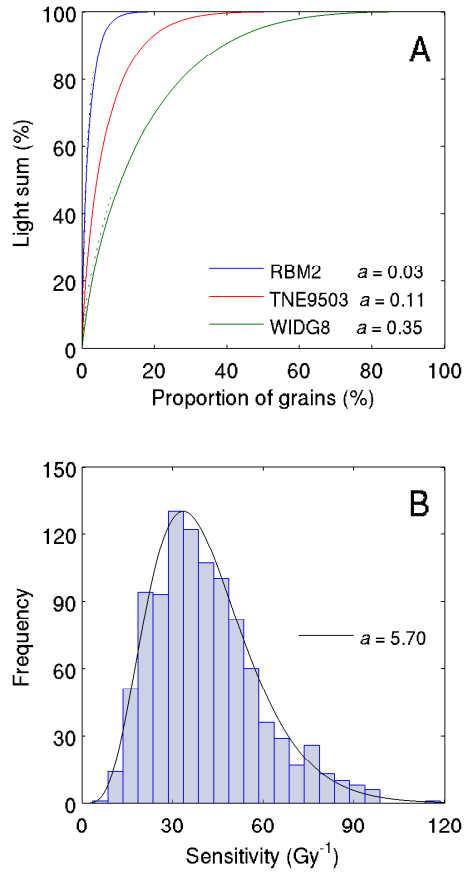 A
100
80
60
40
20
0
Light sum (%)
RBM2 a = 0.03
TNE9503 a = 0.11
WIDG8 a = 0.35
0 20 40 60 80 100
Proportion of grains (%)
B
150
120
90
60
30
0
Frequency
a = 5.70
0 30 60 90 120
Sensitivity (Gy⁻¹)